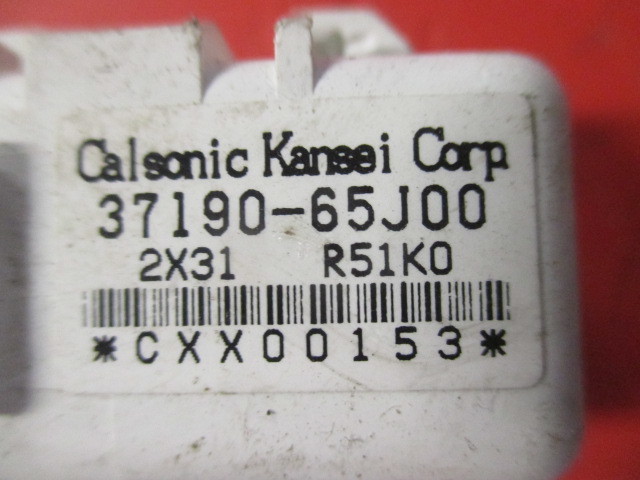 Calsonic Kansei Corp
37190-65J00
2X31 R51K0
*CXX00153*